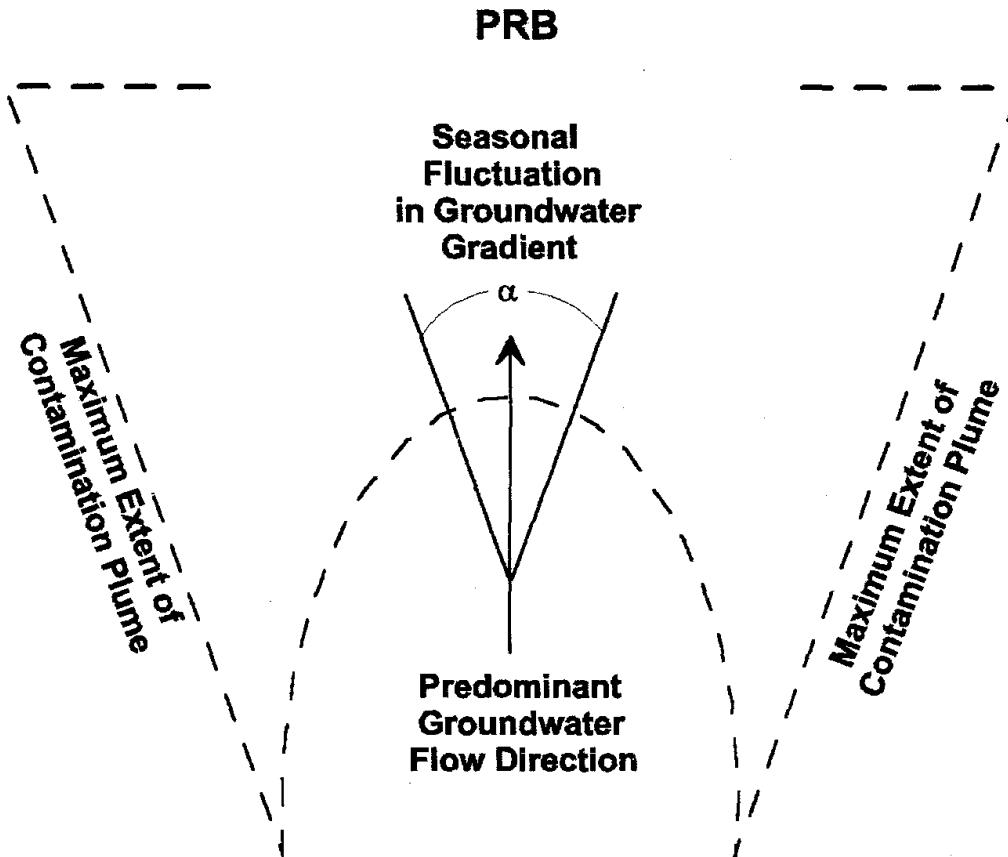 PRB
Seasonal
Fluctuation
in Groundwater
Gradient
α
Maximum Extent of
Contamination Plume
Maximum Extent of
Contamination Plume
Predominant
Groundwater
Flow Direction